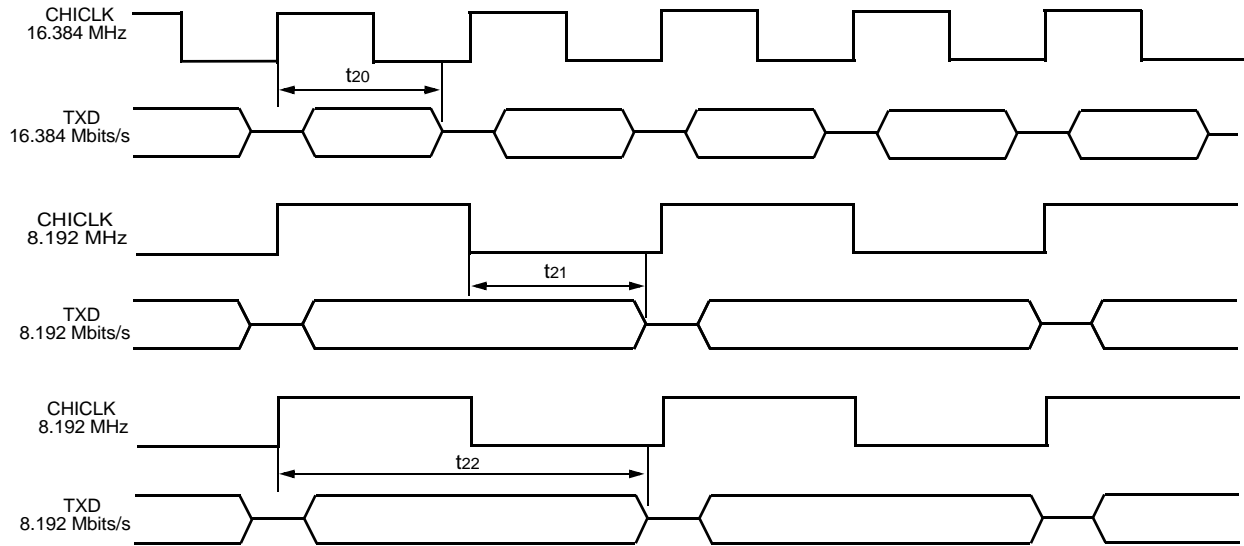 CHICLK
16.384 MHz
t20
TXD
16.384 Mbits/s
CHICLK
8.192 MHz
t21
TXD
8.192 Mbits/s
CHICLK
8.192 MHz
t22
TXD
8.192 Mbits/s